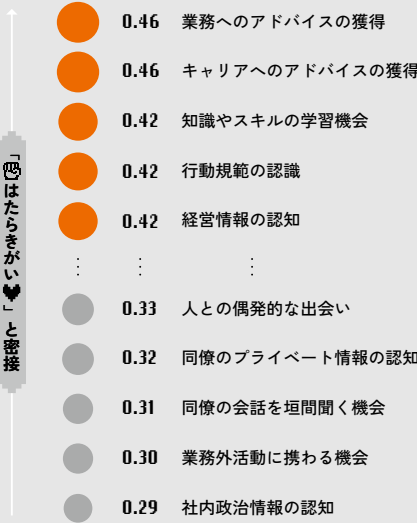 0.46 業務へのアドバイスの獲得
0.46 キャリアへのアドバイスの獲得
0.42 知識やスキルの学習機会
0.42 行動規範の認識
0.42 経営情報の認知
0.33 人との偶発的な出会い
0.32 同僚のプライベート情報の認知
0.31 同僚の会話を垣間聞く機会
0.30 業務外活動に携わる機会
0.29 社内政治情報の認知
「はたらきがい」と密接